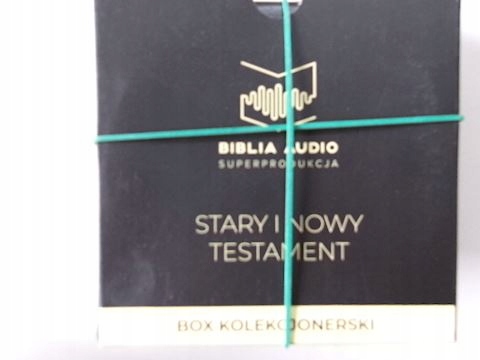 BIBLIA AUDIO
SUPERPRODUKCJA
STARY I NOWY
TESTAMENT
BOX KOLEKCJONERSKI